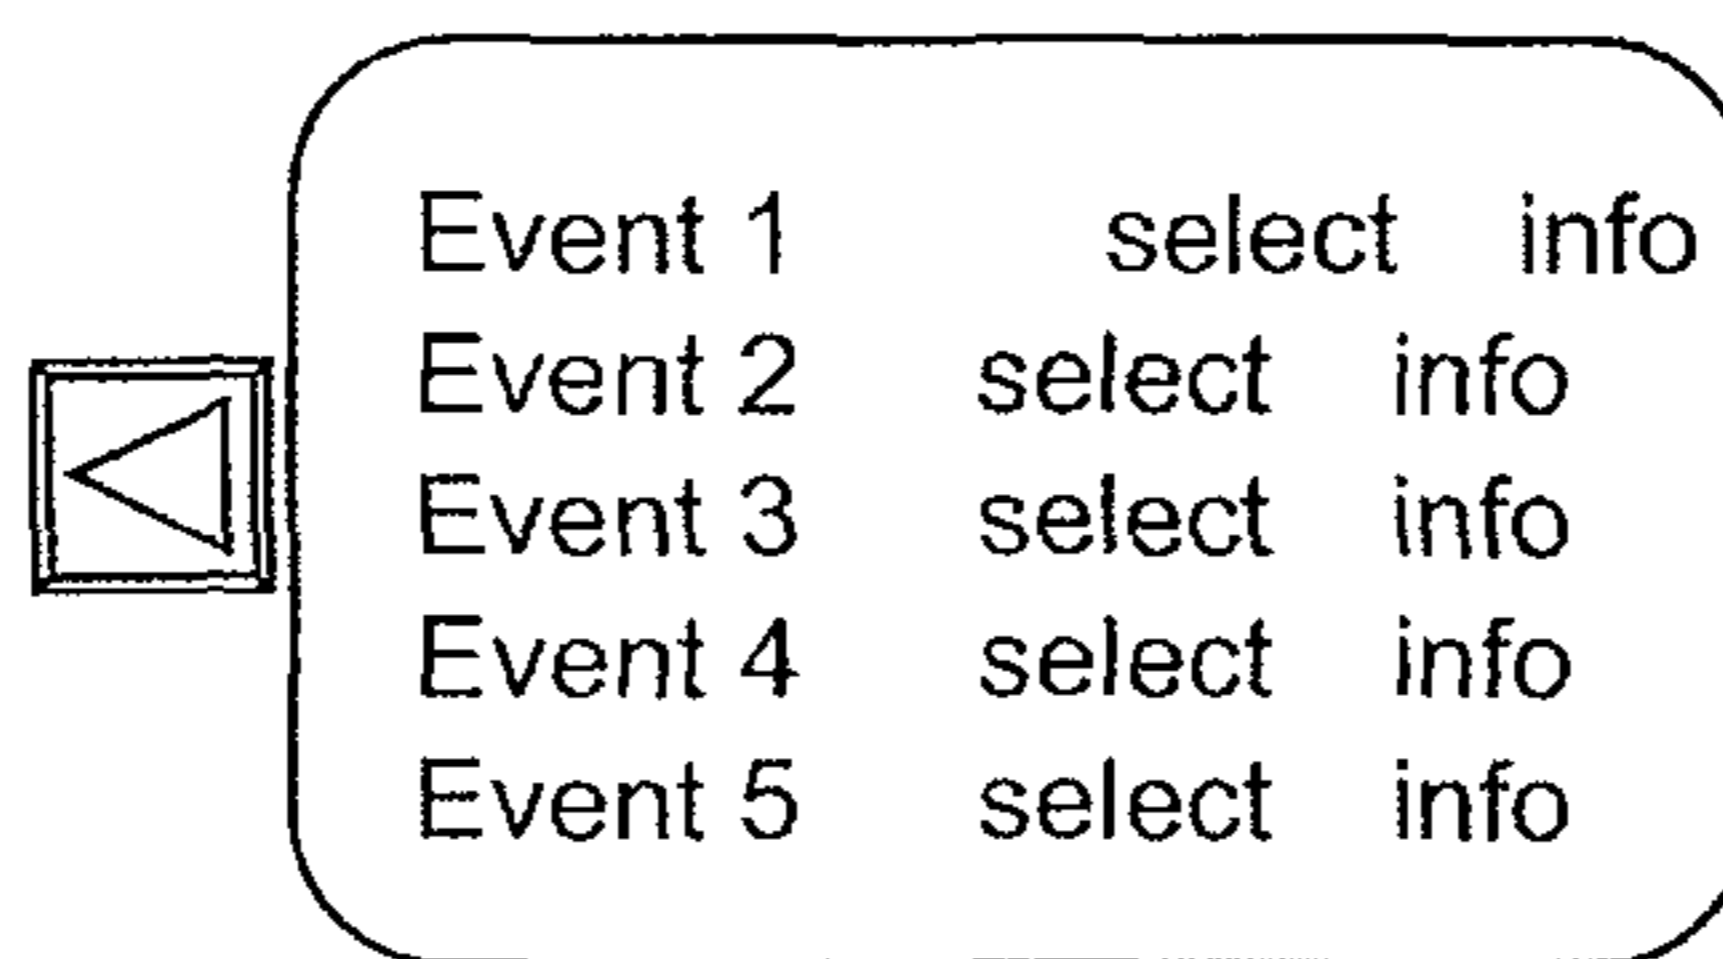 Event 1 select info
Event 2 select info
Event 3 select info
Event 4 select info
Event 5 select info